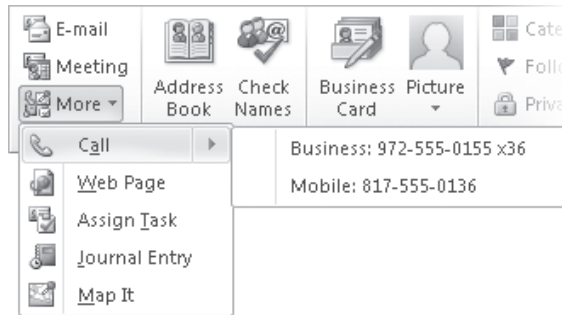 E-mail
Meeting
More
Address Book
Check Names
Business Card
Picture
Call
Business: 972-555-0155 x36
Mobile: 817-555-0136
Web Page
Assign Task
Journal Entry
Map It